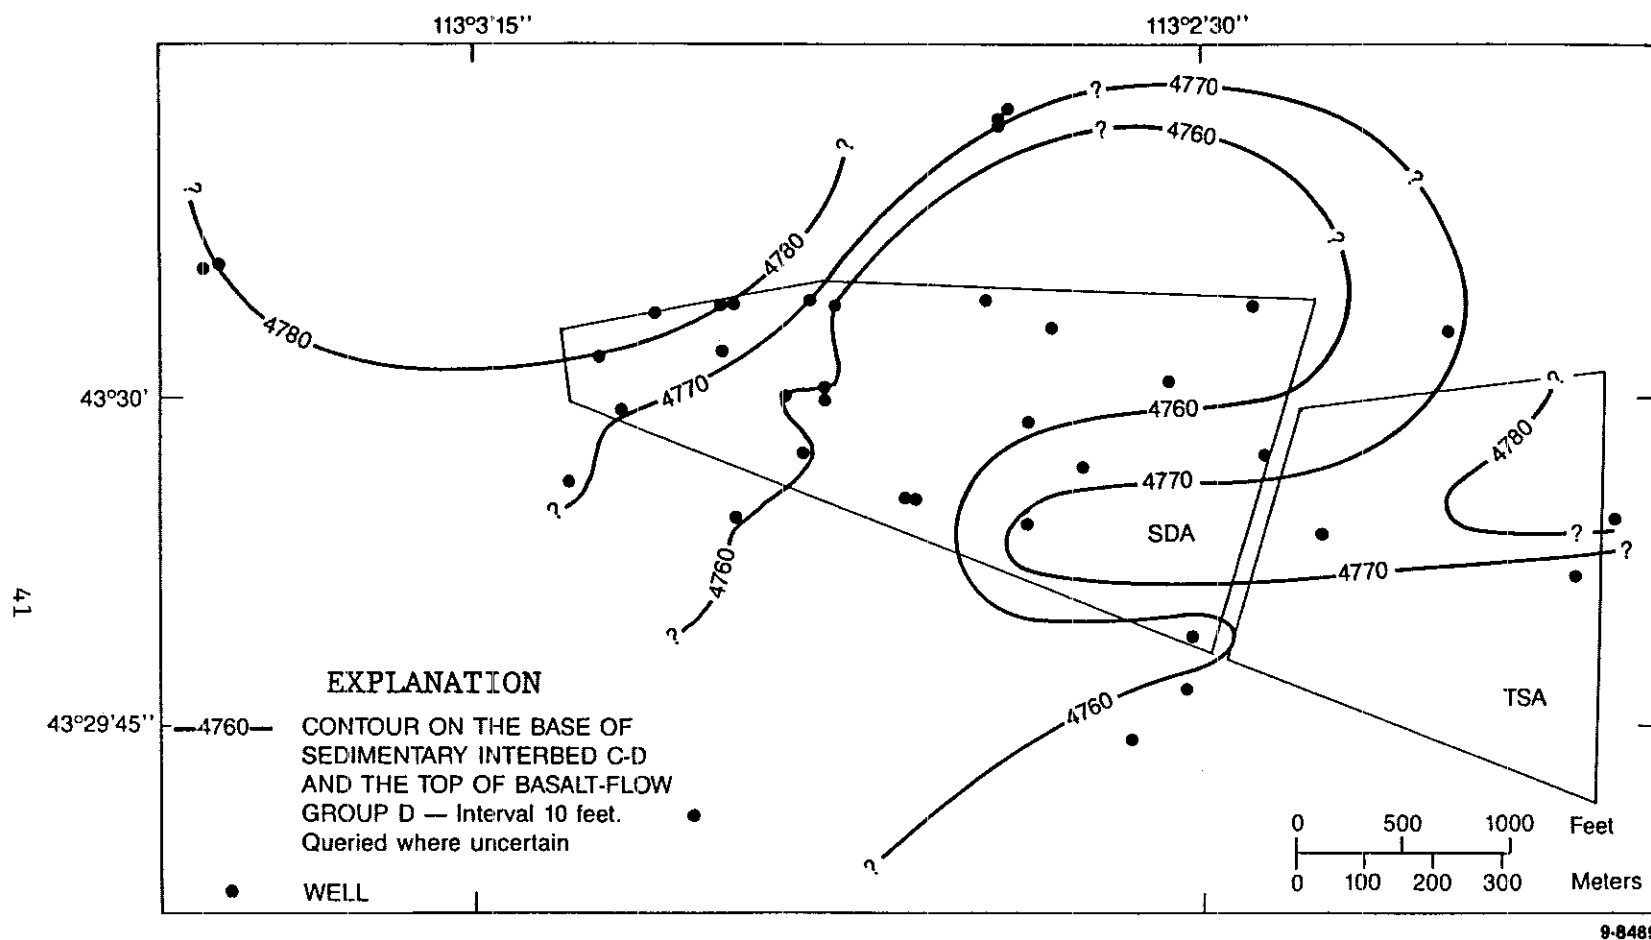 113°3'15" 113°2'30"
?
4770
?
4760
?
?
?
?
4780
?
4780
43°30'
4770
4760
?
4780
4770
?
SDA
?
?
4760
4770
?
41
EXPLANATION
TSA
4760
43°29'45"
—4760— CONTOUR ON THE BASE OF
SEDIMENTARY INTERBED C-D
AND THE TOP OF BASALT-FLOW
GROUP D — Interval 10 feet.
Queried where uncertain
0 500 1000 Feet
?
0 100 200 300 Meters
WELL